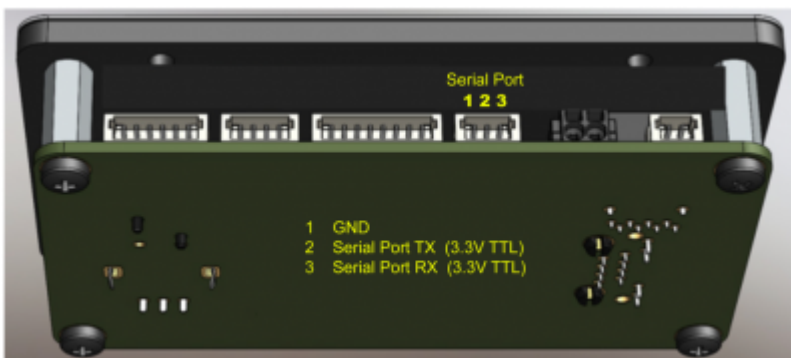 Serial Port
1 2 3
1 GND
2 Serial Port TX (3.3V TTL)
3 Serial Port RX (3.3V TTL)